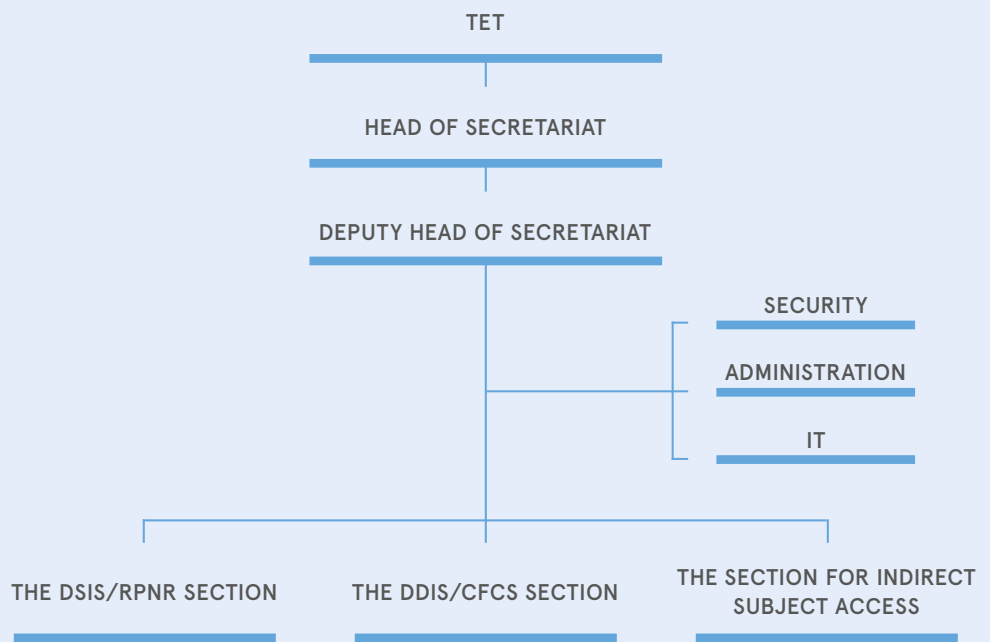 TET
HEAD OF SECRETARIAT
DEPUTY HEAD OF SECRETARIAT
SECURITY
ADMINISTRATION
IT
THE DSIS/RPNR SECTION
THE DDIS/CFCS SECTION
THE SECTION FOR INDIRECT
SUBJECT ACCESS